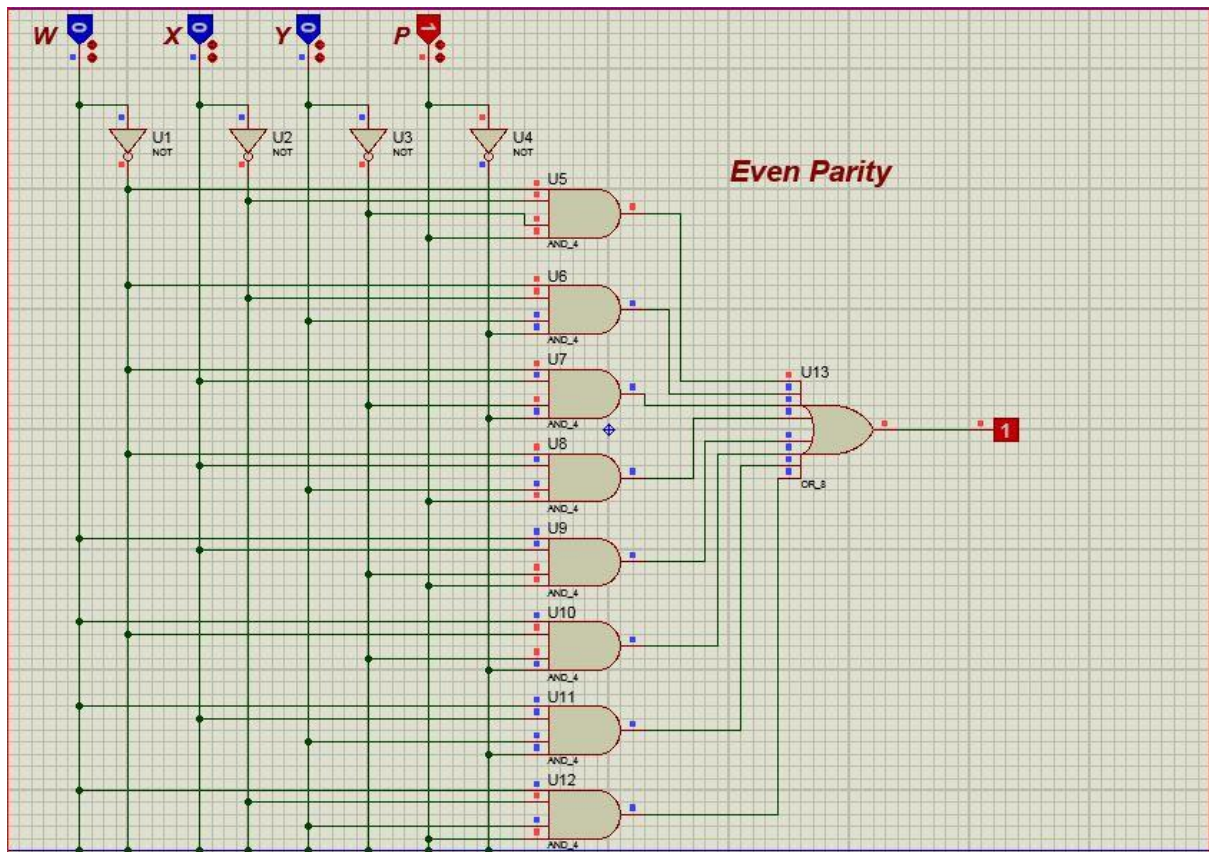 W 0 X 0 Y 0 P 1
U1 U2 U3 U4
NOT NOT NOT NOT
Even Parity
U5
AND_4
U6
AND_4
U7
AND_4
U8
AND_4
U9
AND_4
U10
AND_4
U11
AND_4
U12
AND_4
U13
OR_8
1